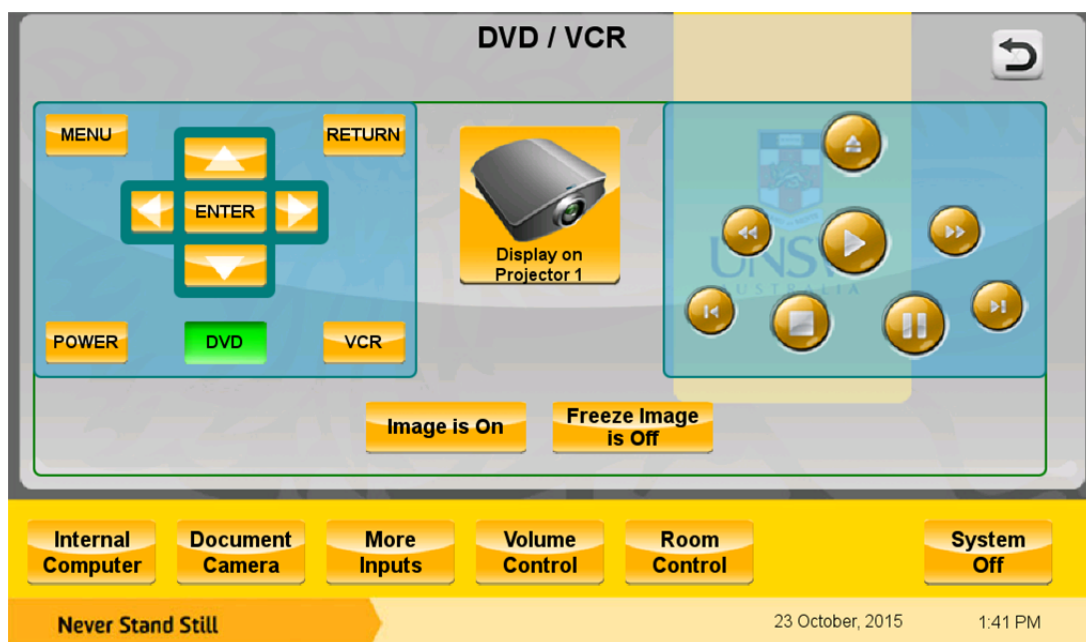 DVD / VCR
MENU
RETURN
ENTER
POWER
DVD
VCR
Display on
Projector 1
UNSW
AUSTRALIA
Image is On
Freeze Image
is Off
Internal
Computer
Document
Camera
More
Inputs
Volume
Control
Room
Control
System
Off
Never Stand Still
23 October, 2015
1:41 PM